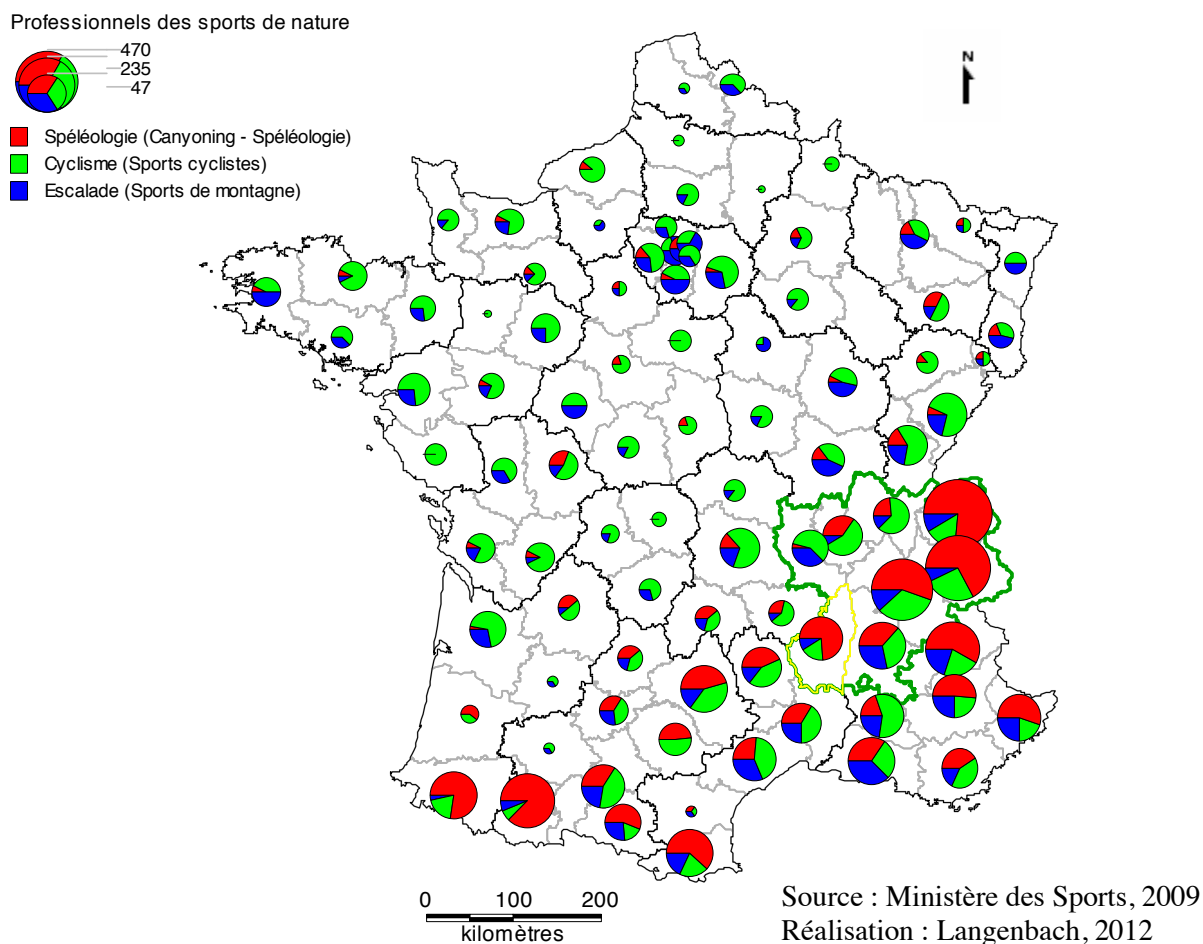 Professionnels des sports de nature
470
235
47
Spéléologie (Canyoning - Spéléologie)
Cyclisme (Sports cyclistes)
Escalade (Sports de montagne)
N
0 100 200
kilomètres
Source : Ministère des Sports, 2009
Réalisation : Langenbach, 2012